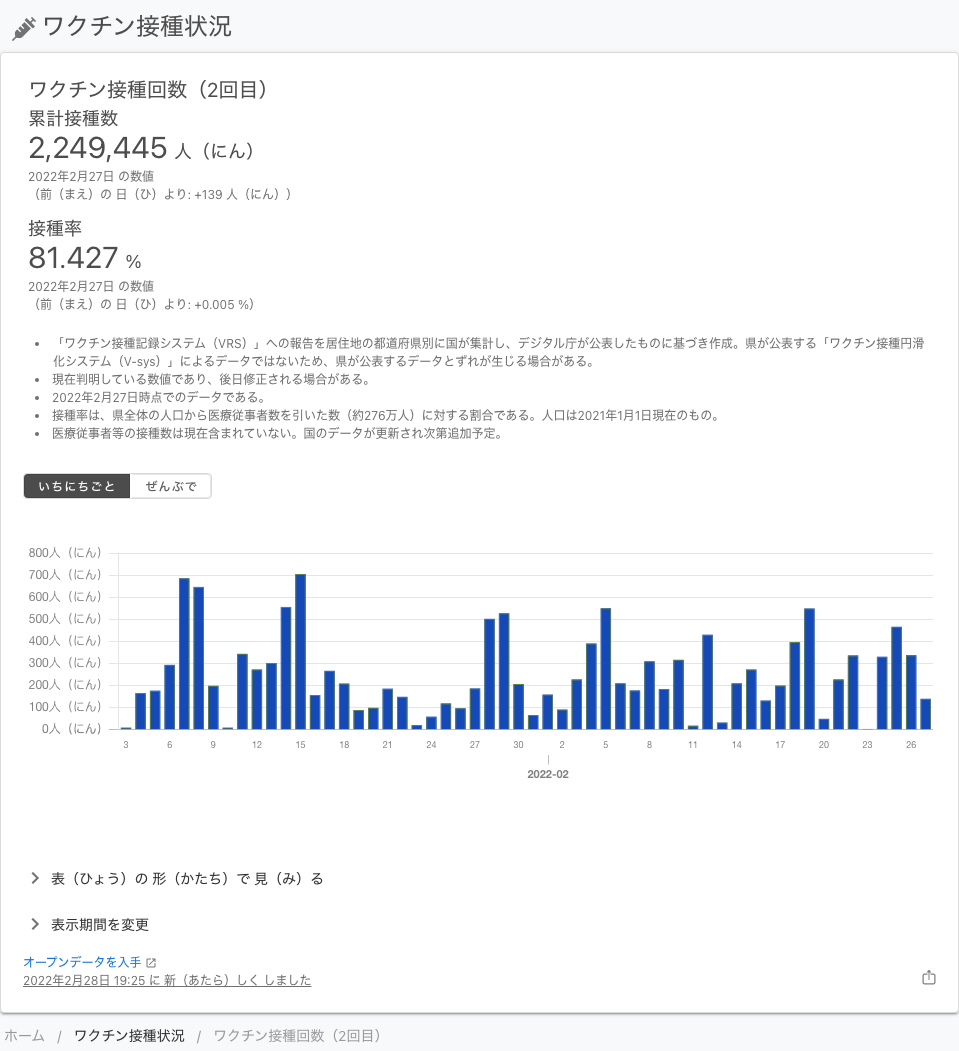 ワクチン接種状況
ワクチン接種回数（2回目）
累計接種数
2,249,445 人（にん）
2022年2月27日 の数値
（前（まえ）の 日（ひ）より: +139 人（にん））
接種率
81.427 %
2022年2月27日 の数値
（前（まえ）の 日（ひ）より: +0.005 %）
• 「ワクチン接種記録システム（VRS）」への報告を居住地の都道府県別に国が集計し、デジタル庁が公表したものに基づき作成。県が公表する「ワクチン接種円滑
化システム（V-sys）」によるデータではないため、県が公表するデータとずれが生じる場合がある。
• 現在判明している数値であり、後日修正される場合がある。
• 2022年2月27日時点でのデータである。
• 接種率は、県全体の人口から医療従事者数を引いた数（約276万人）に対する割合である。人口は2021年1月1日現在のもの。
• 医療従事者等の接種数は現在含まれていない。国のデータが更新され次第追加予定。
いちにちごと ぜんぶで
800人（にん）
700人（にん）
600人（にん）
500人（にん）
400人（にん）
300人（にん）
200人（にん）
100人（にん）
0人（にん）
3 6 9 12 15 18 21 24 27 30 2 5 8 11 14 17 20 23 26
2022-02
表（ひょう）の 形（かたち）で 見（み）る
表示期間を変更
オープンデータを入手
2022年2月28日 19:25 に 新（あたら）しく しました
ホーム / ワクチン接種状況 / ワクチン接種回数（2回目）